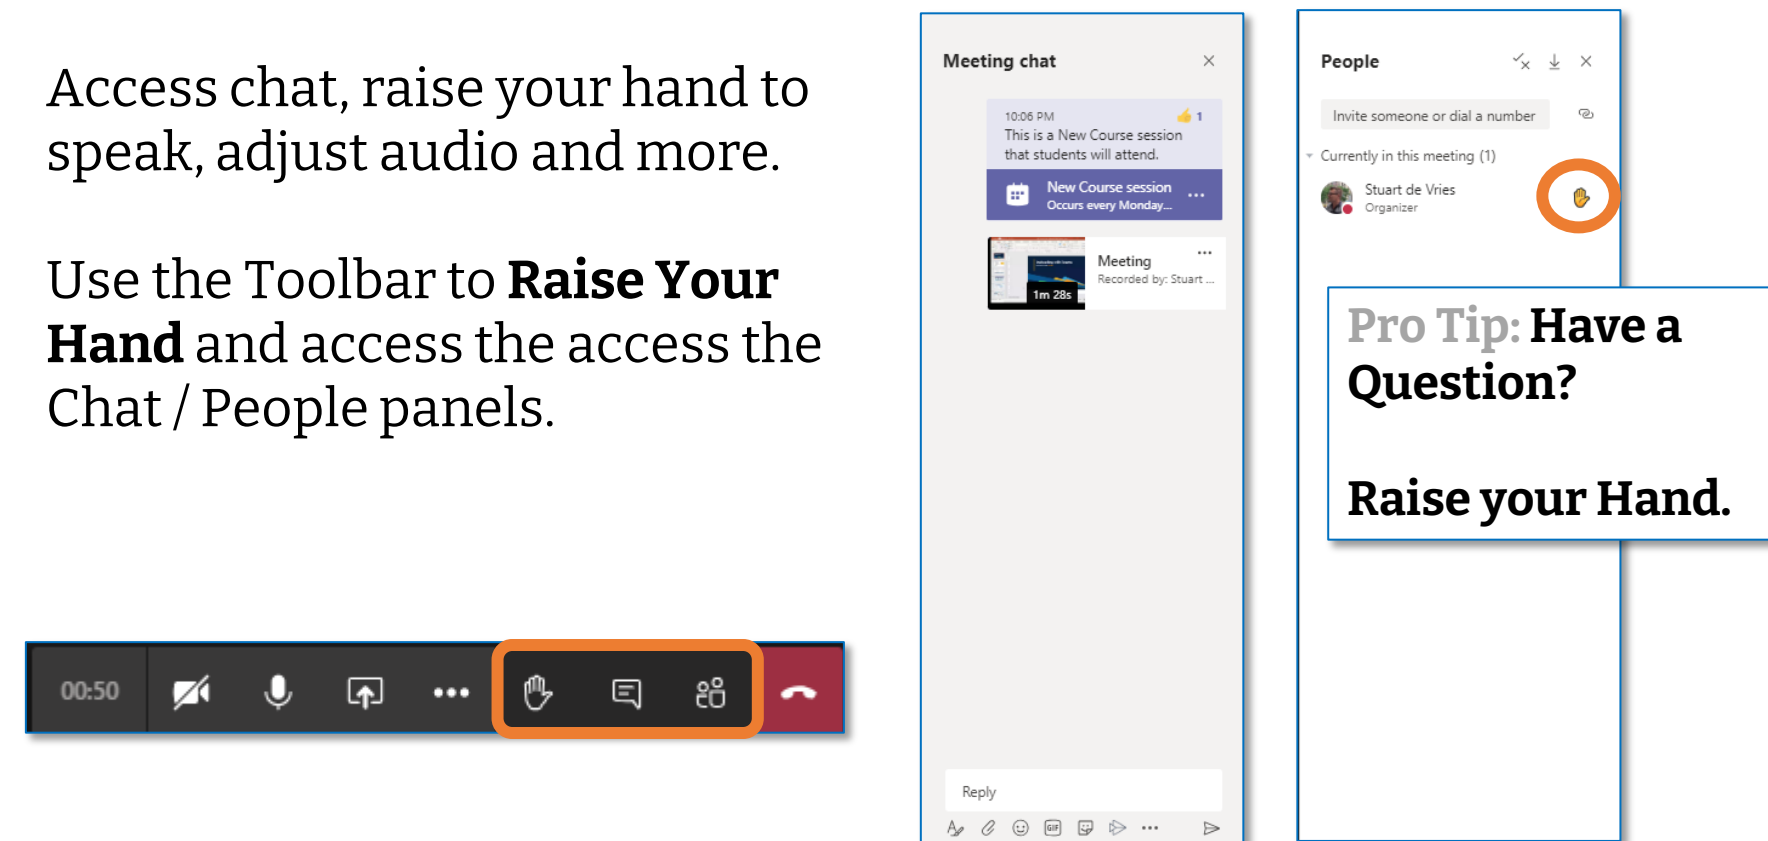 Access chat, raise your hand to
speak, adjust audio and more.
Use the Toolbar to Raise Your
Hand and access the access the
Chat / People panels.
00:50
Meeting chat
10:06 PM
1
This is a New Course session
that students will attend.
New Course session
Occurs every Monday...
Meeting
Recorded by: Stuart ...
1m 28s
Reply
GIF
People
Invite someone or dial a number
Currently in this meeting (1)
Stuart de Vries
Organizer
Pro Tip: Have a
Question?
Raise your Hand.